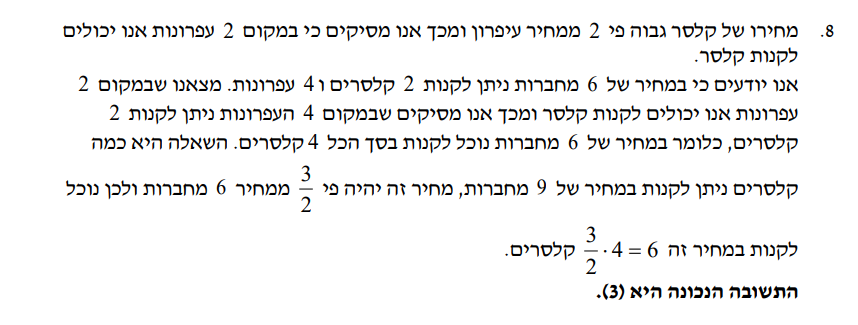 8. מחירו של קלסר גבוה פי 2 ממחיר עיפרון ומכך אנו מסיקים כי במקום 2 עפרונות אנו יכולים
לקנות קלסר.
אנו יודעים כי במחיר של 6 מחברות ניתן לקנות 2 קלסרים ו 4 עפרונות. מצאנו שבמקום 2
עפרונות אנו יכולים לקנות קלסר ומכך אנו מסיקים שבמקום 4 העפרונות ניתן לקנות 2
קלסרים, כלומר במחיר של 6 מחברות נוכל לקנות בסך הכל 4 קלסרים. השאלה היא כמה
קלסרים ניתן לקנות במחיר של 9 מחברות, מחיר זה יהיה פי 3/2 ממחיר 6 מחברות ולכן נוכל
לקנות במחיר זה 3/2 · 4 = 6 קלסרים.
התשובה הנכונה היא (3).